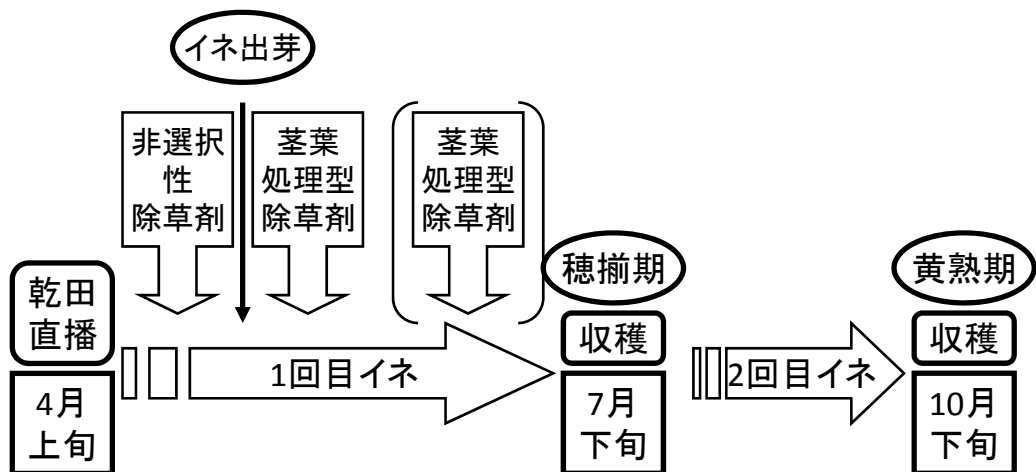 イネ出芽
非選択
性
除草剤
茎葉
処理型
除草剤
茎葉
処理型
除草剤
乾田
直播
穂揃期
黄熟期
収穫
収穫
1回目イネ
2回目イネ
4月
上旬
7月
下旬
10月
下旬